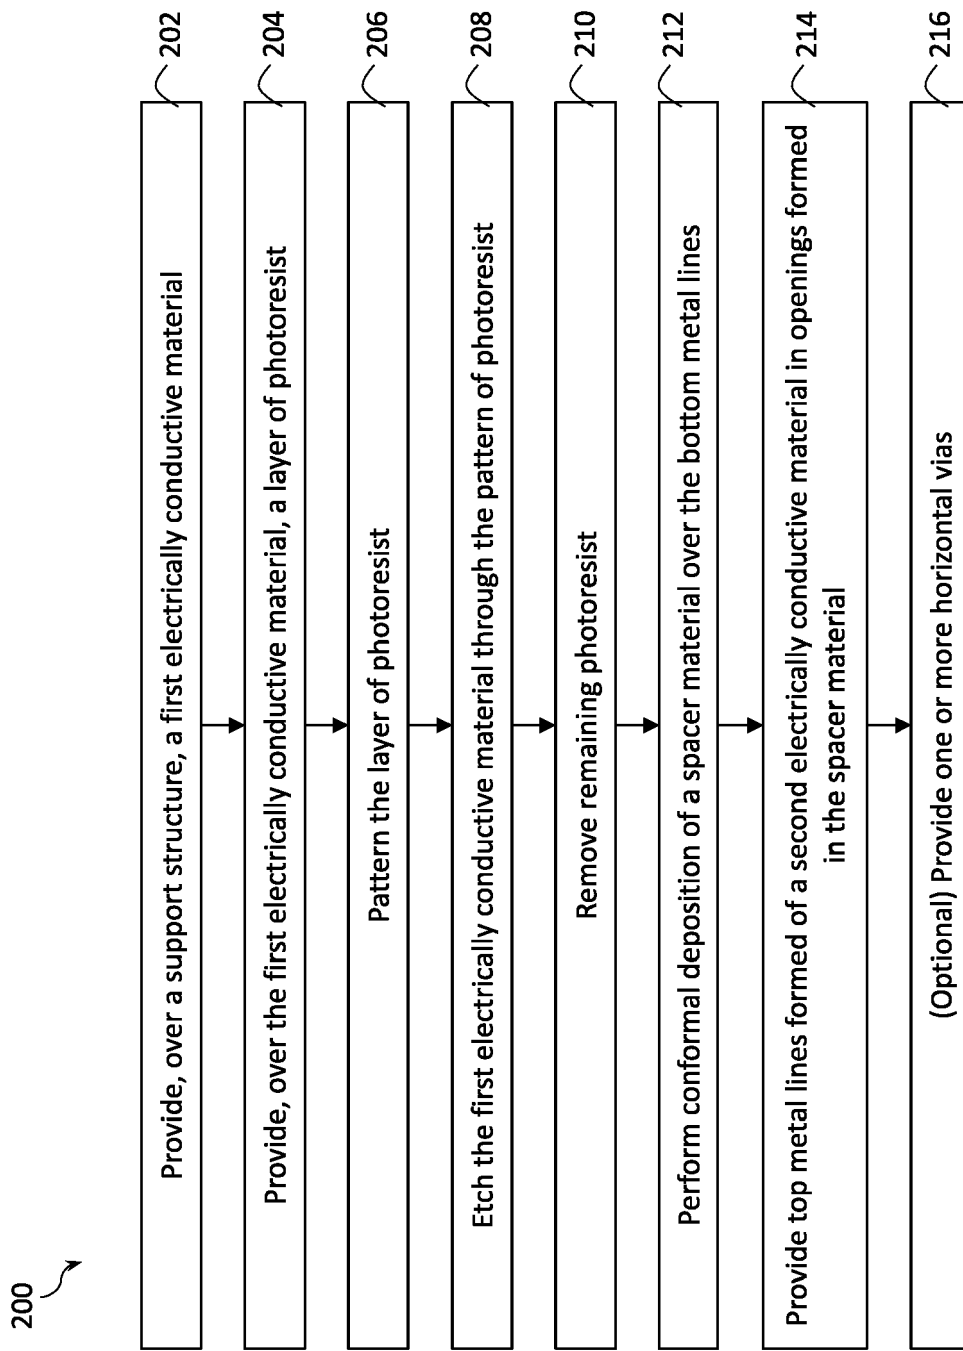 200
Provide, over a support structure, a first electrically conductive material
202
Provide, over the first electrically conductive material, a layer of photoresist
204
Pattern the layer of photoresist
206
Etch the first electrically conductive material through the pattern of photoresist
208
Remove remaining photoresist
210
Perform conformal deposition of a spacer material over the bottom metal lines
212
Provide top metal lines formed of a second electrically conductive material in openings formed
in the spacer material
214
(Optional) Provide one or more horizontal vias
216